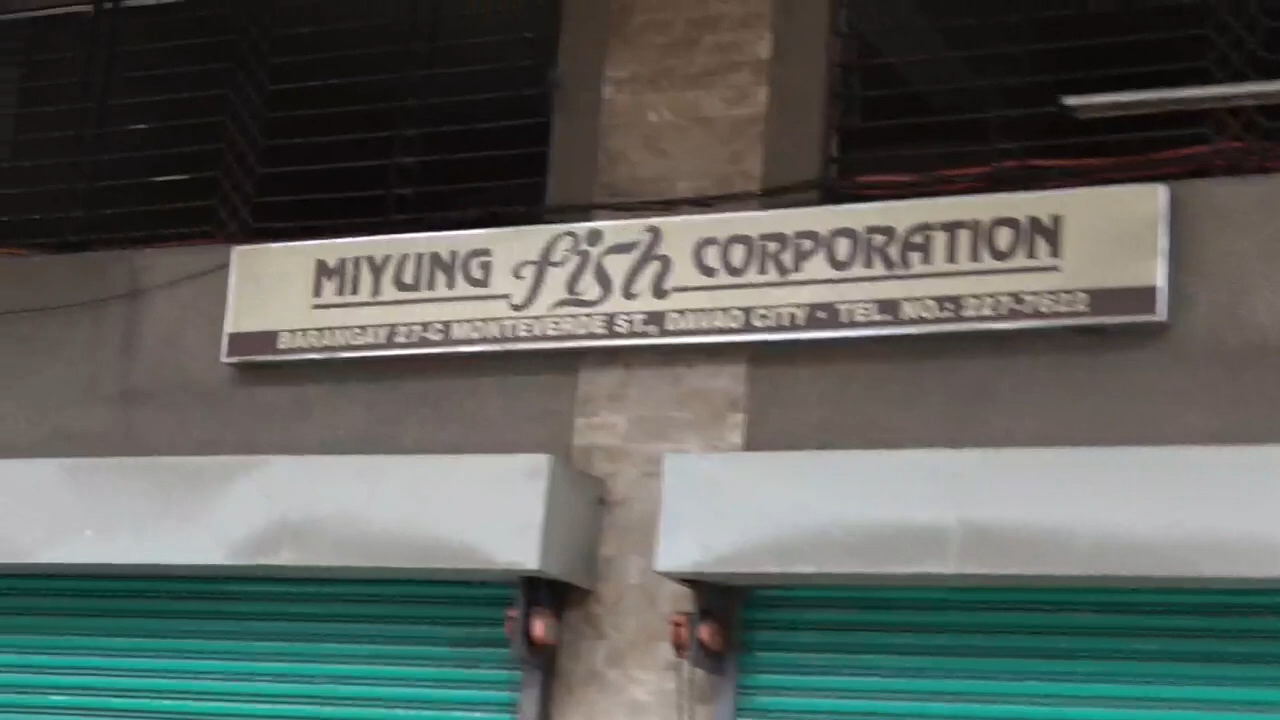 MIYUNG fish CORPORATION
BARANGAY 27-C MONTEVERDE ST., DAVAO CITY - TEL. NO.: